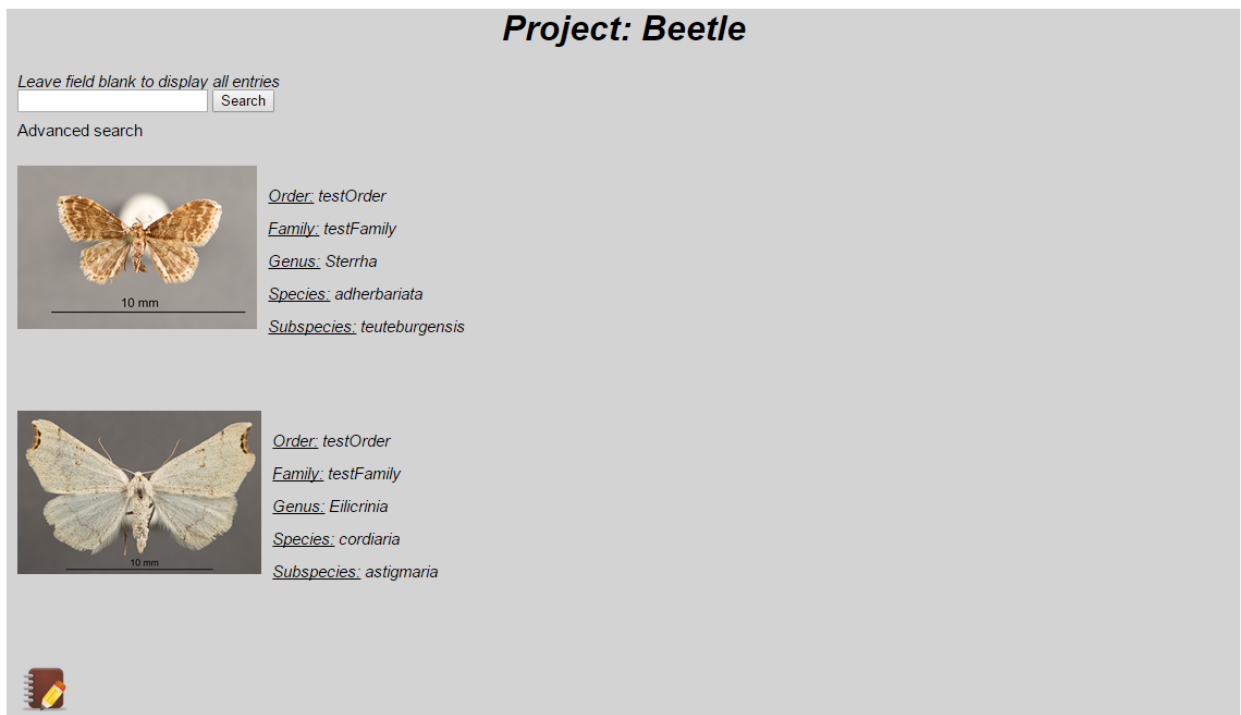 Project: Beetle
Leave field blank to display all entries
Search
Advanced search
10 mm
Order: testOrder
Family: testFamily
Genus: Sterrha
Species: adherbariata
Subspecies: teuteburgensis
10 mm
Order: testOrder
Family: testFamily
Genus: Eilicrinia
Species: cordiaria
Subspecies: astigmaria